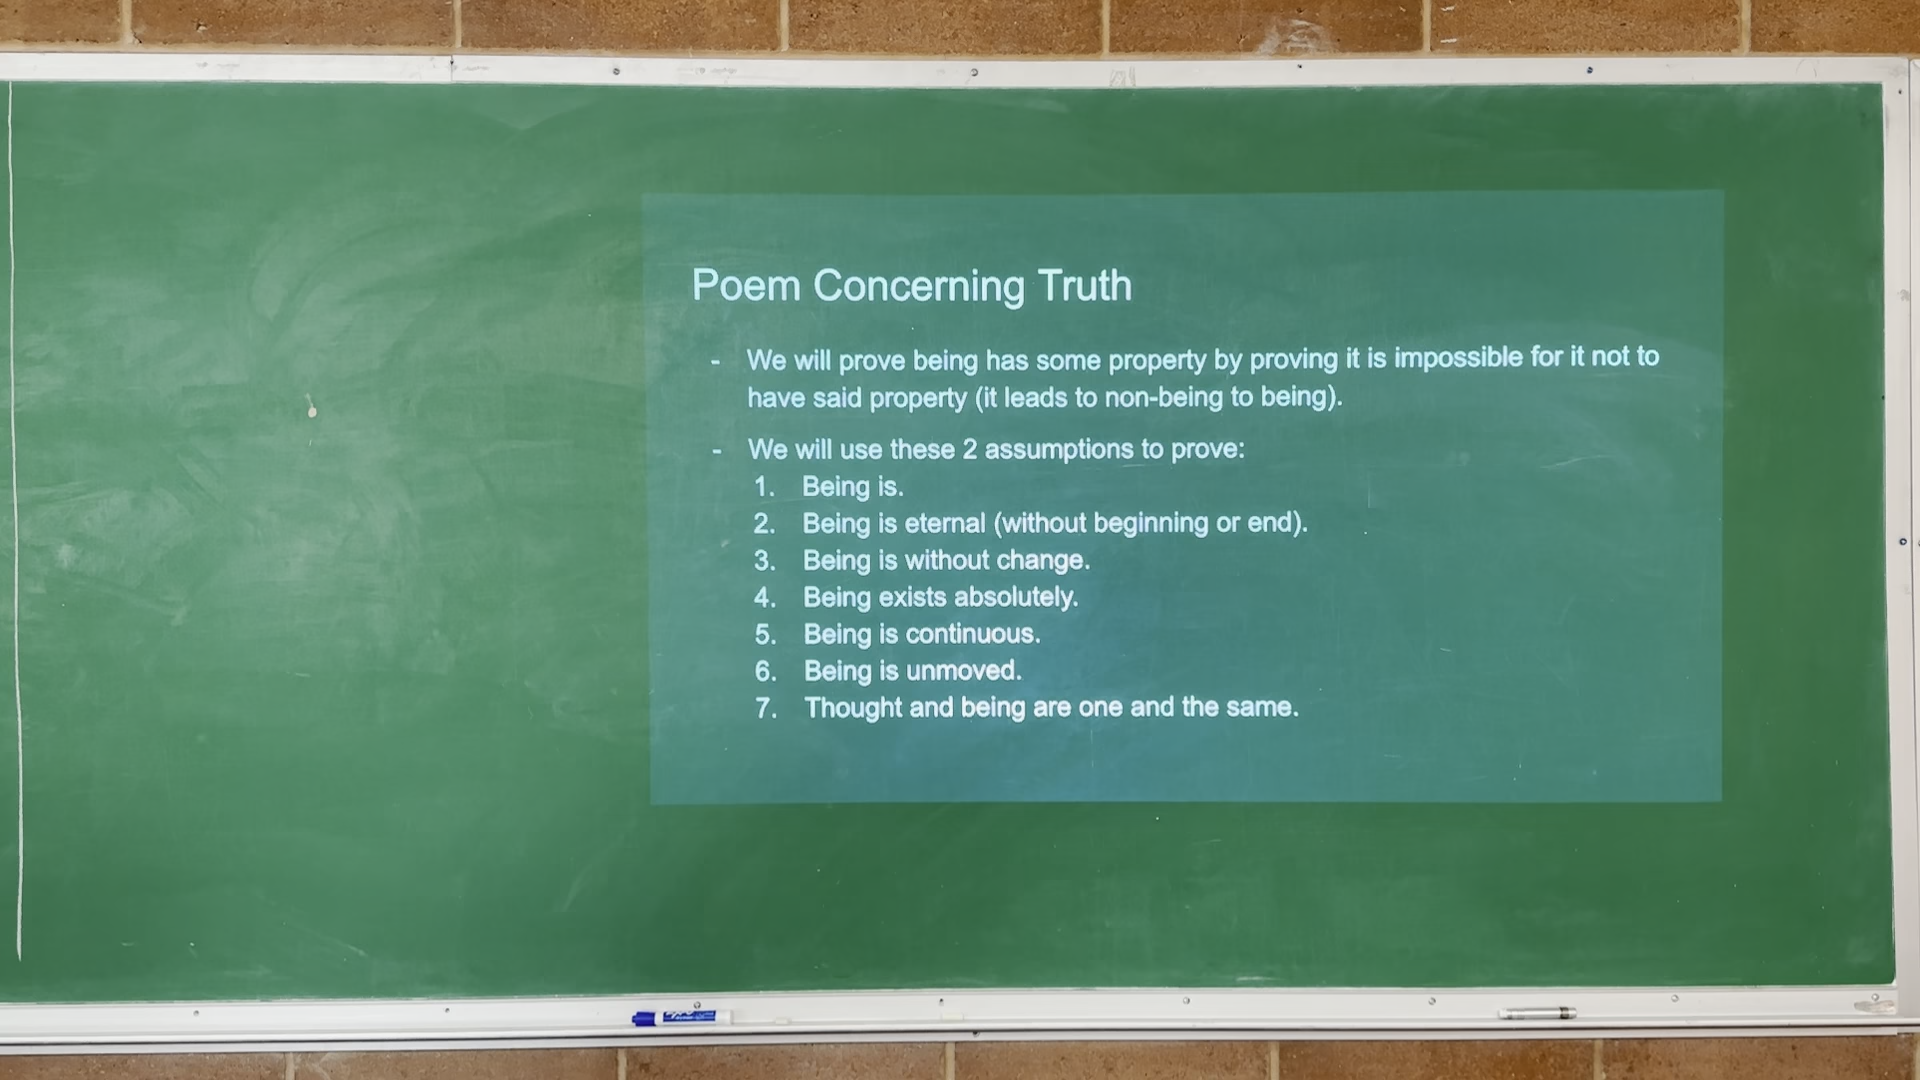 Poem Concerning Truth
- We will prove being has some property by proving it is impossible for it not to
have said property (it leads to non-being to being).
- We will use these 2 assumptions to prove:
1. Being is.
2. Being is eternal (without beginning or end).
3. Being is without change.
4. Being exists absolutely.
5. Being is continuous.
6. Being is unmoved.
7. Thought and being are one and the same.